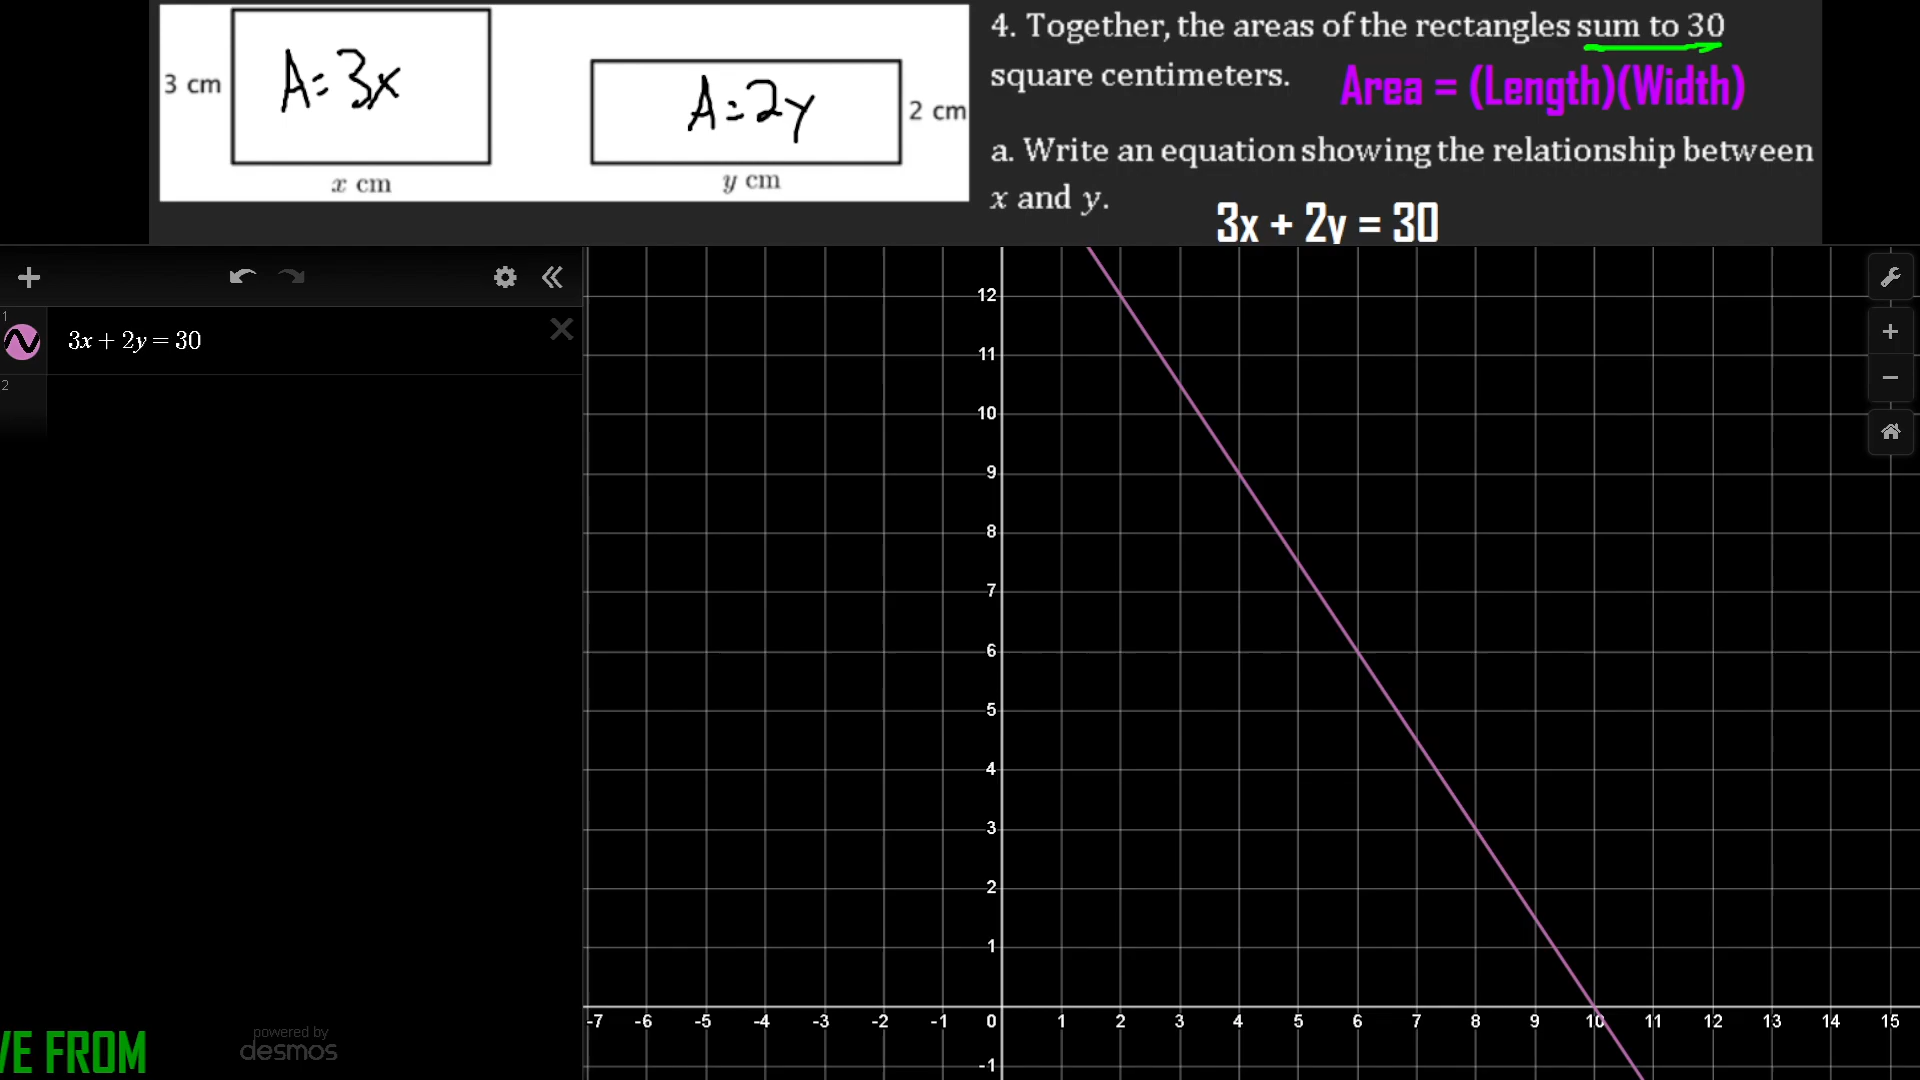 3 cm
A=3x
x cm
A=2y
2 cm
y cm
4. Together, the areas of the rectangles sum to 30
square centimeters.
Area = (Length)(Width)
a. Write an equation showing the relationship between
x and y.
3x + 2y = 30
1
3x + 2y = 30
2
12
11
10
9
8
7
6
5
4
3
2
1
-7 -6 -5 -4 -3 -2 -1 0 1 2 3 4 5 6 7 8 9 10 11 12 13 14 15
-1
VE FROM
powered by
desmos